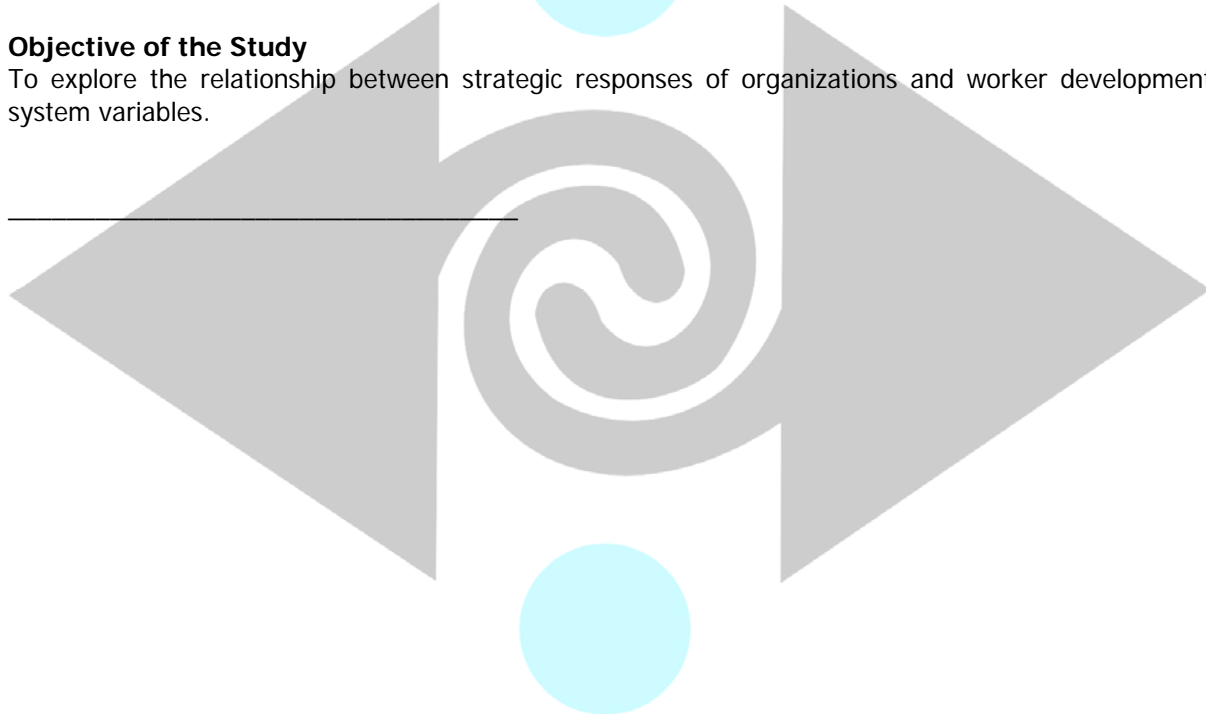 Objective of the Study
To explore the relationship between strategic responses of organizations and worker development
system variables.